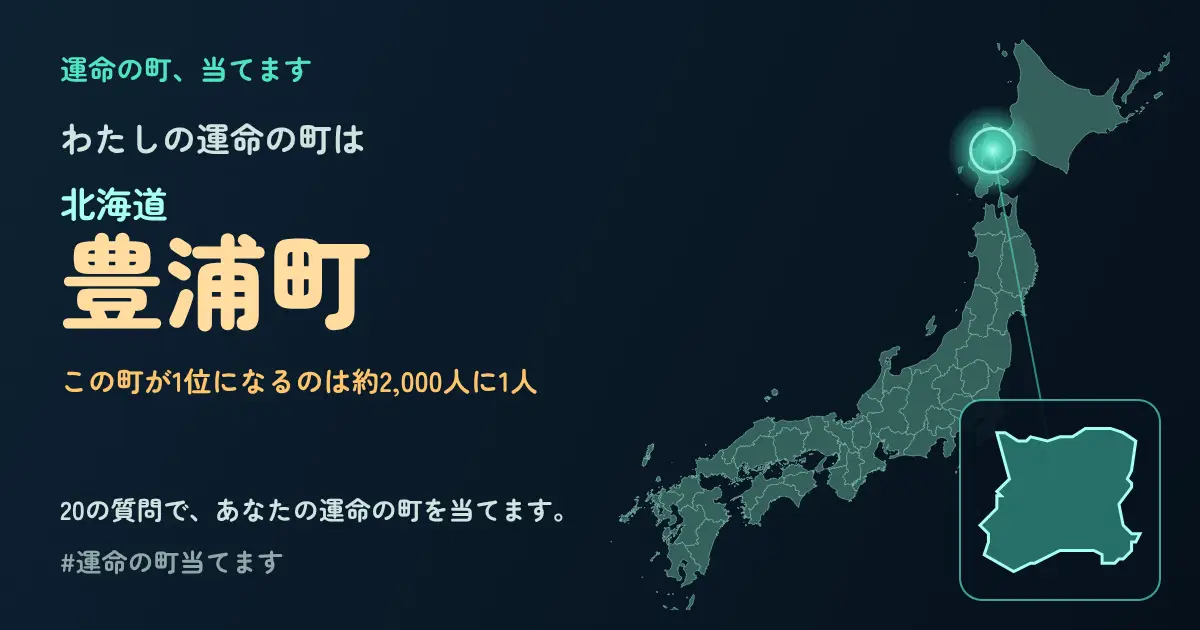 運命の町、当てます
わたしの運命の町は
北海道
豊浦町
この町が1位になるのは約2,000人に1人
20の質問で、あなたの運命の町を当てます。
#運命の町当てます